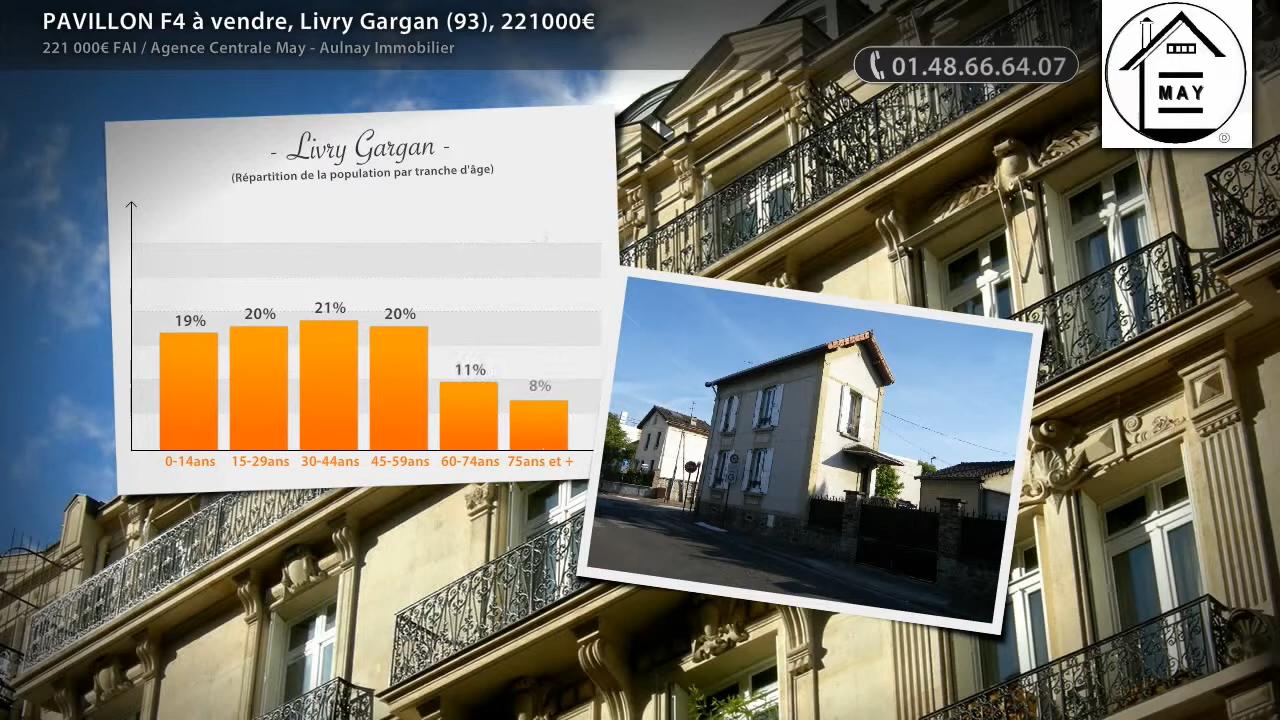 PAVILLON F4 à vendre, Livry Gargan (93), 221000€
221 000€ FAI / Agence Centrale May - Aulnay Immobilier
01.48.66.64.07
MAY
- Livry Gargan -
(Répartition de la population par tranche d'âge)
19% 20% 21% 20% 11% 8%
0-14ans 15-29ans 30-44ans 45-59ans 60-74ans 75ans et +